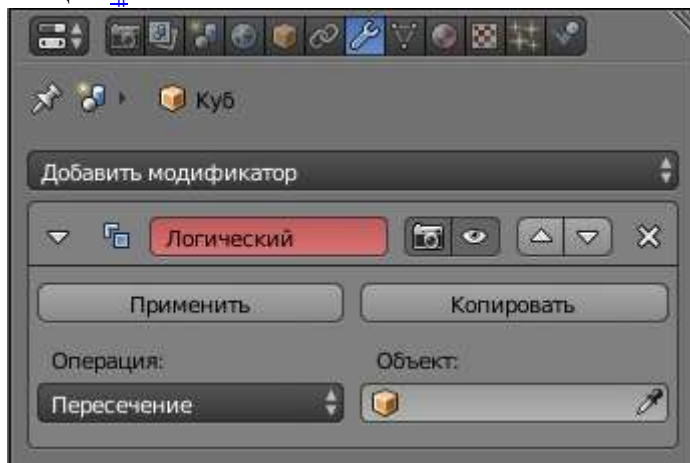 #
Куб
Добавить модификатор
Логический
Применить Копировать
Операция: Объект:
Пересечение